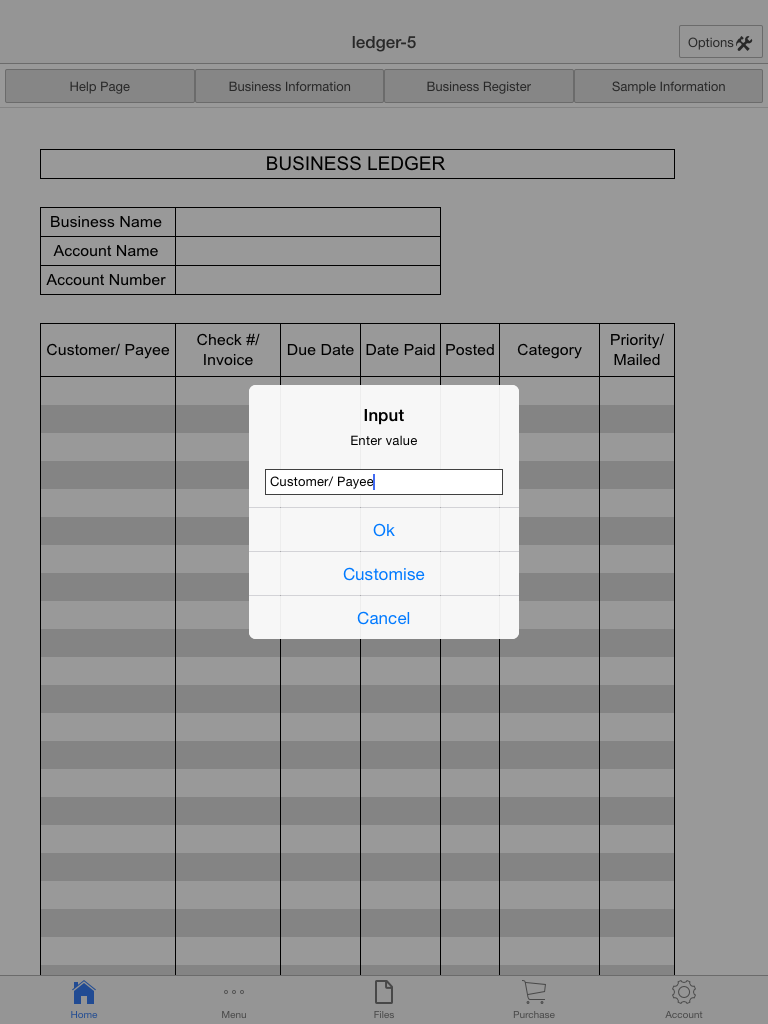 ledger-5
Options
Help Page
Business Information
Business Register
Sample Information
BUSINESS LEDGER
Business Name
Account Name
Account Number
Customer/ Payee
Check #/
Invoice
Due Date
Date Paid
Posted
Category
Priority/
Mailed
Input
Enter value
Customer/ Payee
Ok
Customise
Cancel
Home
Menu
Files
Purchase
Account